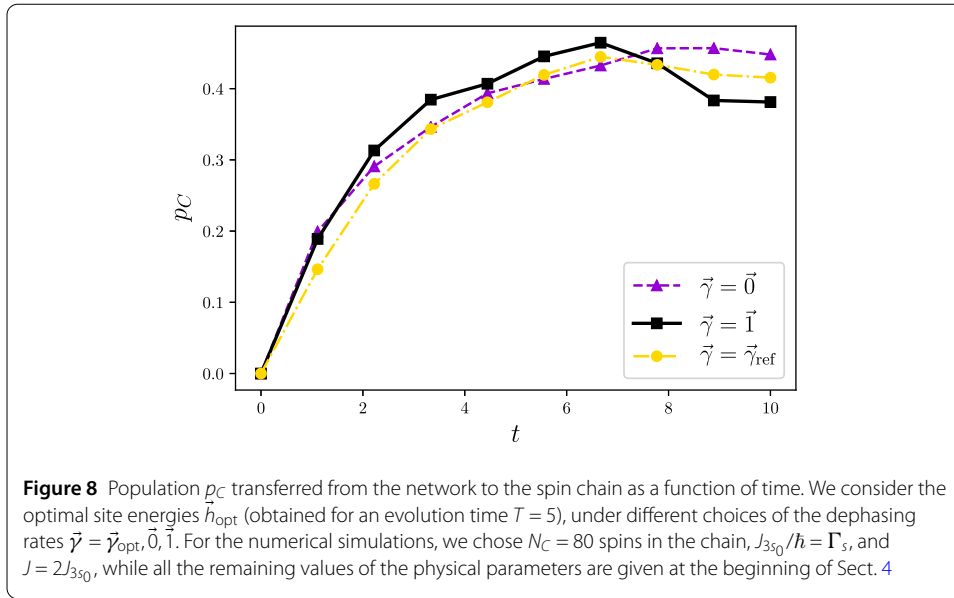 0.4
0.3
0.2
0.1
0.0
p_C
0 2 4 6 8 10
t
γ⃗ = 0⃗
γ⃗ = 1⃗
γ⃗ = γ⃗_ref
Figure 8 Population p_C transferred from the network to the spin chain as a function of time. We consider the
optimal site energies h⃗_opt (obtained for an evolution time T = 5), under different choices of the dephasing
rates γ⃗ = γ⃗_opt, 0⃗, 1⃗. For the numerical simulations, we chose N_C = 80 spins in the chain, J_{3s_0}/ℏ = Γ_s, and
J = 2J_{3s_0}, while all the remaining values of the physical parameters are given at the beginning of Sect. 4